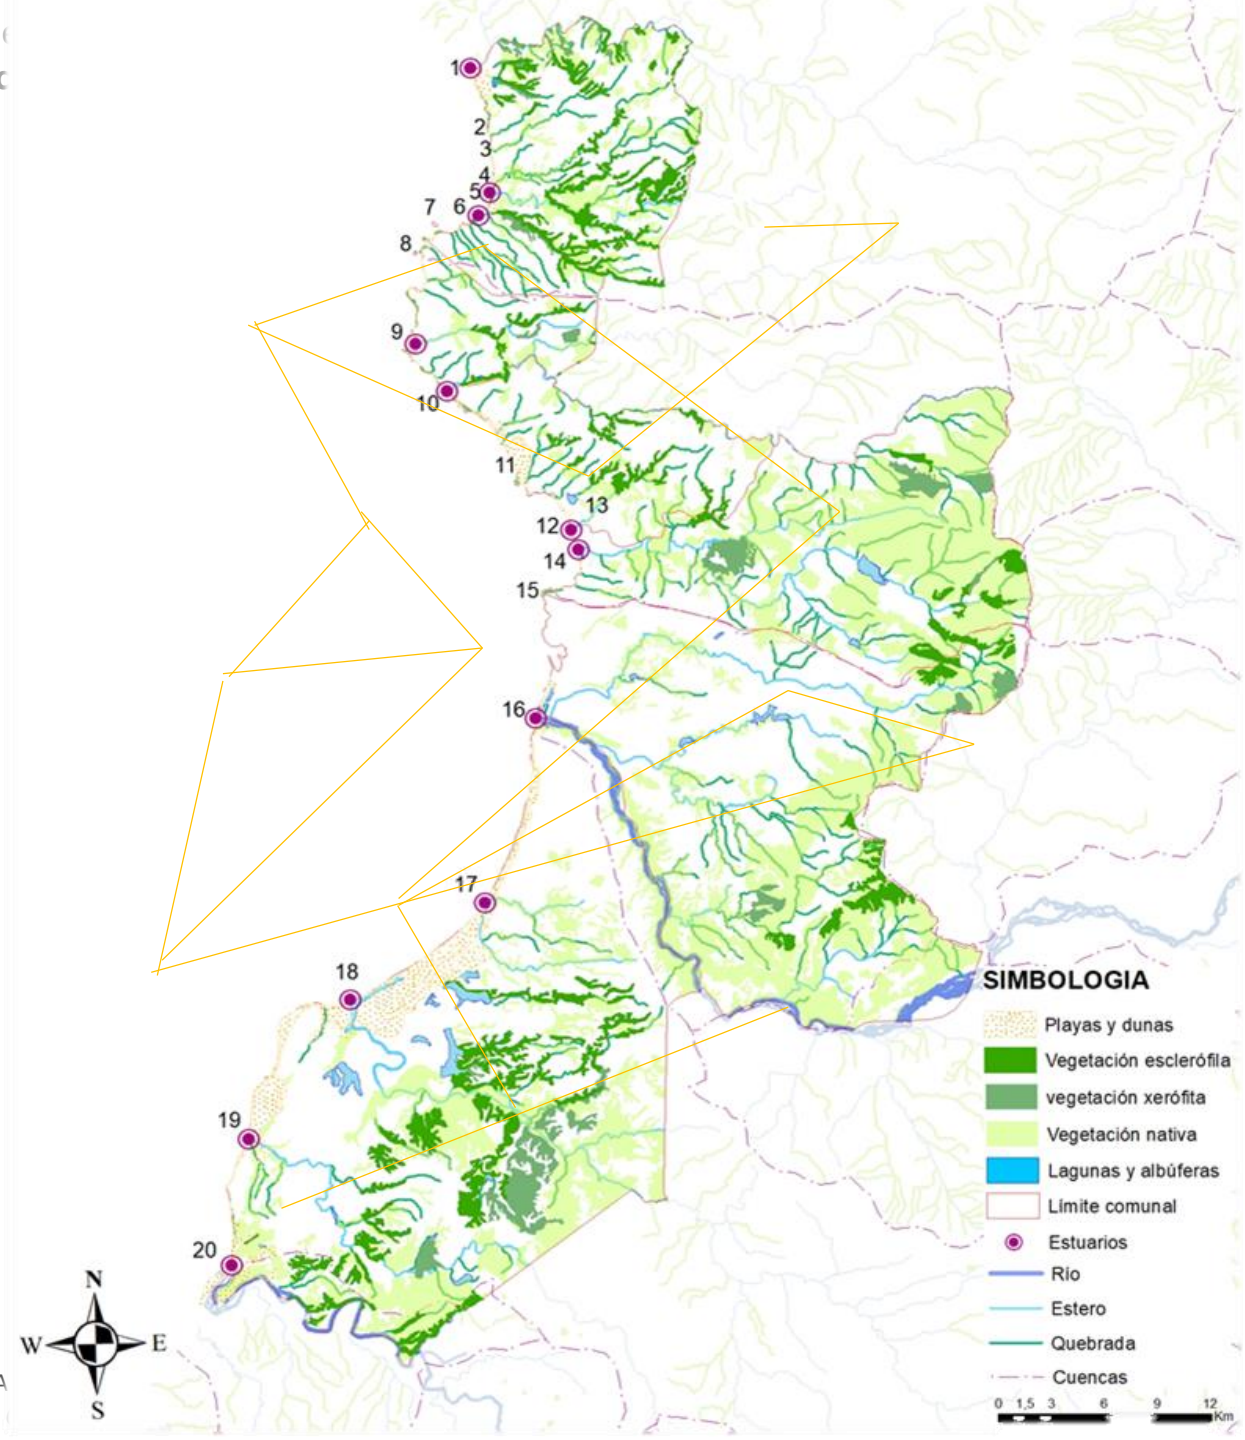 1
2
3
4
5
6
7
8
9
10
11
13
12
14
15
16
17
18
19
20
SIMBOLOGIA
Playas y dunas
Vegetación esclerófila
vegetación xerófita
Vegetación nativa
Lagunas y albúferas
Límite comunal
Estuarios
Río
Estero
Quebrada
Cuencas
0 1,5 3 6 9 12
Km
N
W E
S